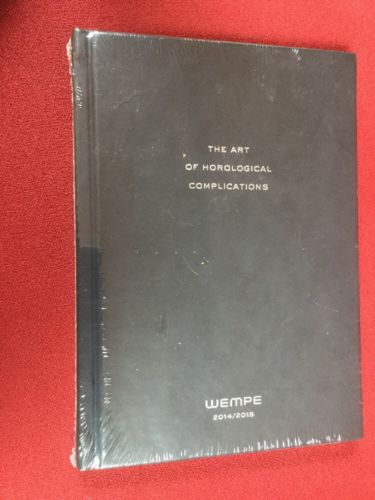 THE ART
OF HOROLOGICAL
COMPLICATIONS
WEMPE
2014/2015